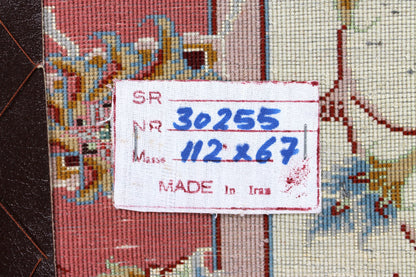 SR
NR 30255
Masse 112 x 67
MADE In Iran